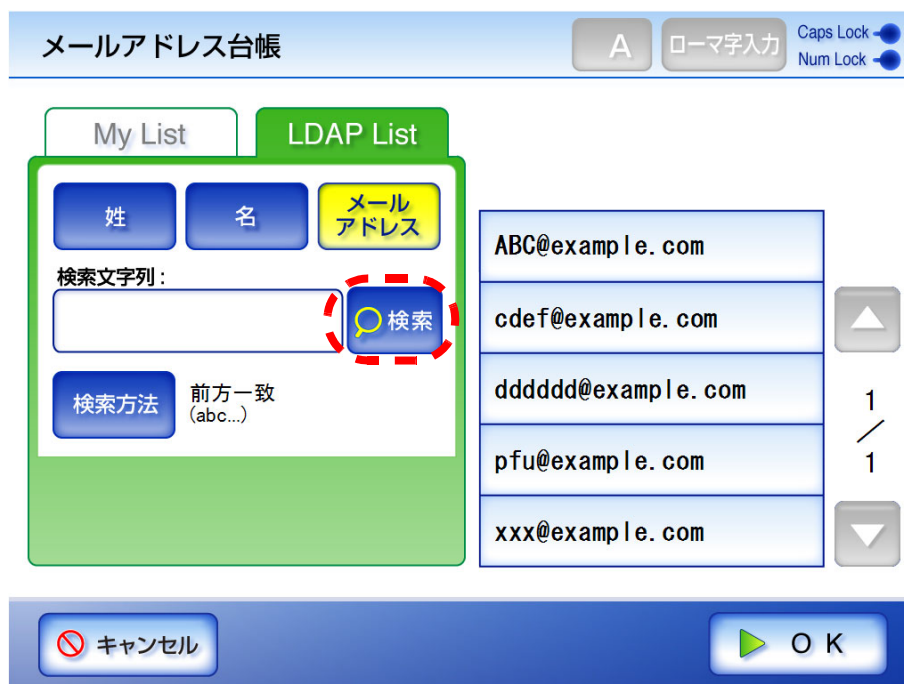 メールアドレス台帳
A
ローマ字入力
Caps Lock
Num Lock
My List
LDAP List
姓
名
メール
アドレス
検索文字列:
検索
検索方法
前方一致
(abc...)
ABC@example.com
cdef@example.com
dddddd@example.com
pfu@example.com
xxx@example.com
1
/
1
キャンセル
OK